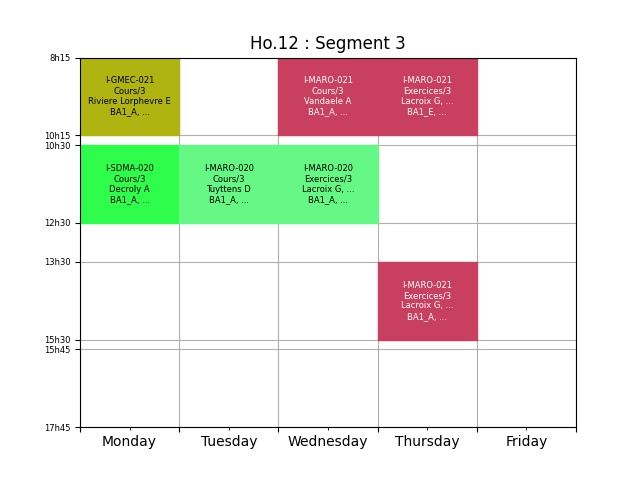 Ho.12 : Segment 3
8h15
I-GMEC-021
Cours/3
Riviere Lorphevre E
BA1_A, ...
I-MARO-021
Cours/3
Vandaele A
BA1_A, ...
I-MARO-021
Exercices/3
Lacroix G, ...
BA1_E, ...
10h15
10h30
I-SDMA-020
Cours/3
Decroly A
BA1_A, ...
I-MARO-020
Cours/3
Tuyttens D
BA1_A, ...
I-MARO-020
Exercices/3
Lacroix G, ...
BA1_A, ...
12h30
13h30
I-MARO-021
Exercices/3
Lacroix G, ...
BA1_A, ...
15h30
15h45
17h45
Monday
Tuesday
Wednesday
Thursday
Friday